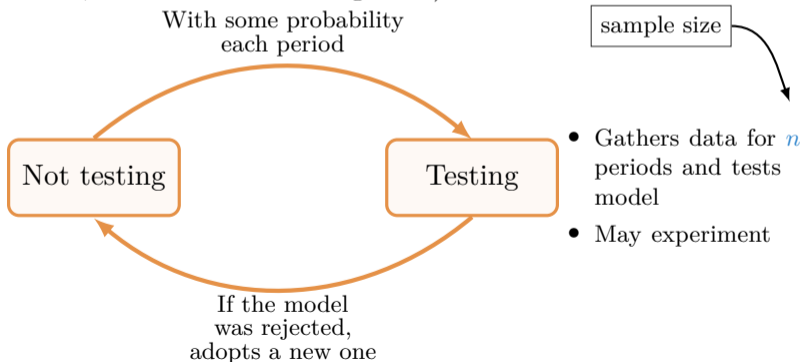 With some probability
each period
sample size
Not testing
Testing
• Gathers data for n
periods and tests
model
• May experiment
If the model
was rejected,
adopts a new one